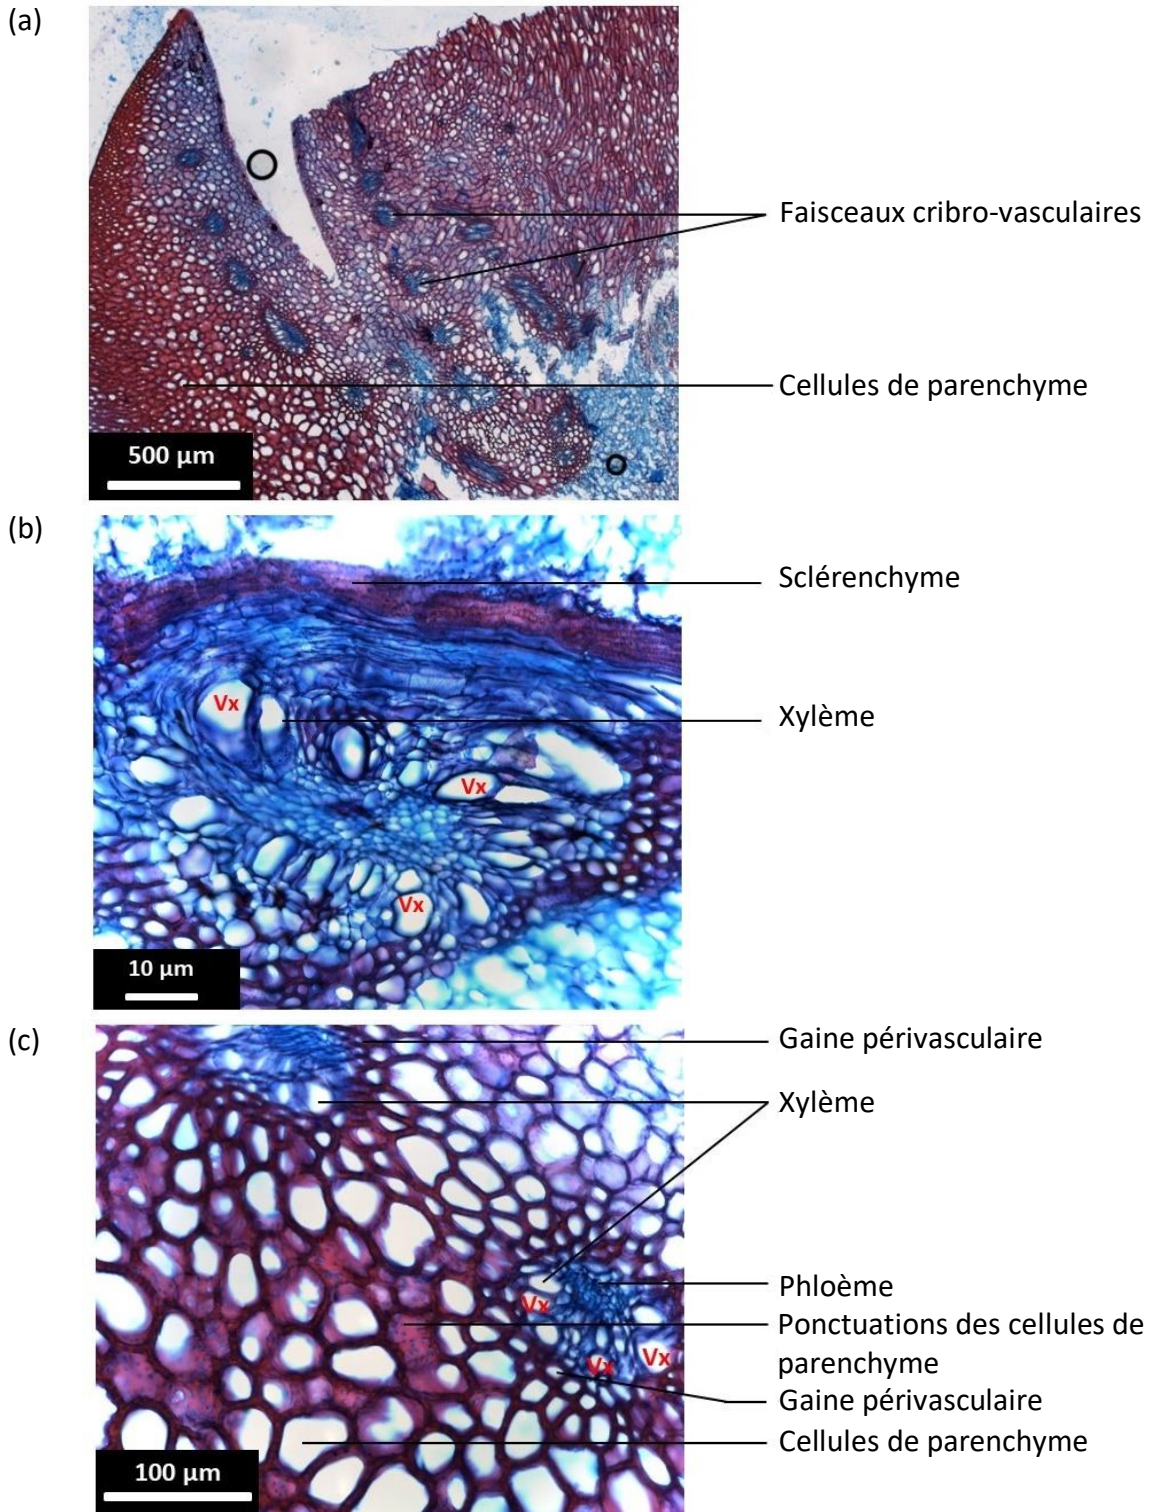 (a)
Faisceaux cribro-vasculaires
Cellules de parenchyme
500 µm
(b)
Sclérenchyme
Vx
Xylème
Vx
Vx
10 µm
(c)
Gaine périvasculaire
Xylème
Phloème
Vx
Ponctuations des cellules de
parenchyme
Vx
Vx
Gaine périvasculaire
Cellules de parenchyme
100 µm